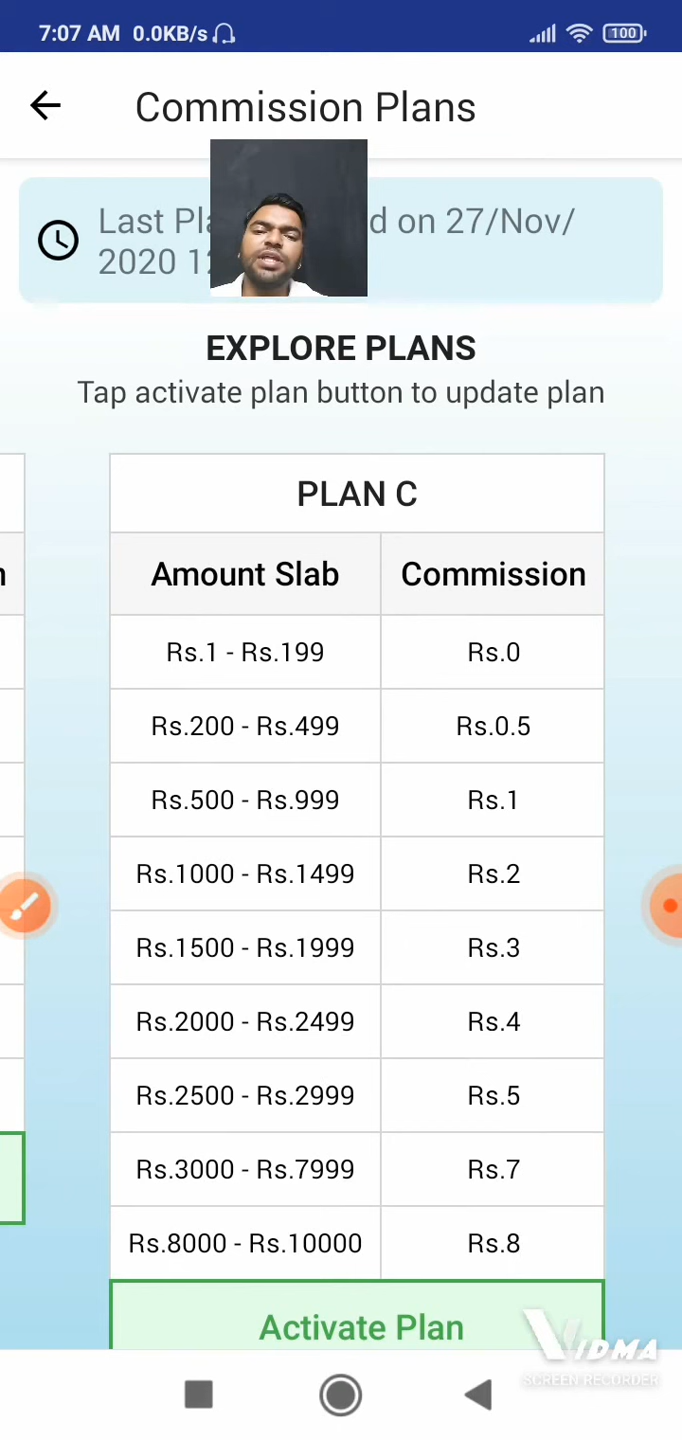 7:07 AM 0.0KB/s 100
Commission Plans
Last d on 27/Nov/
2020
EXPLORE PLANS
Tap activate plan button to update plan
PLAN C
Amount Slab Commission
Rs.1 - Rs.199 Rs.0
Rs.200 - Rs.499 Rs.0.5
Rs.500 - Rs.999 Rs.1
Rs.1000 - Rs.1499 Rs.2
Rs.1500 - Rs.1999 Rs.3
Rs.2000 - Rs.2499 Rs.4
Rs.2500 - Rs.2999 Rs.5
Rs.3000 - Rs.7999 Rs.7
Rs.8000 - Rs.10000 Rs.8
Activate Plan
VIDMA
SCREEN RECORDER